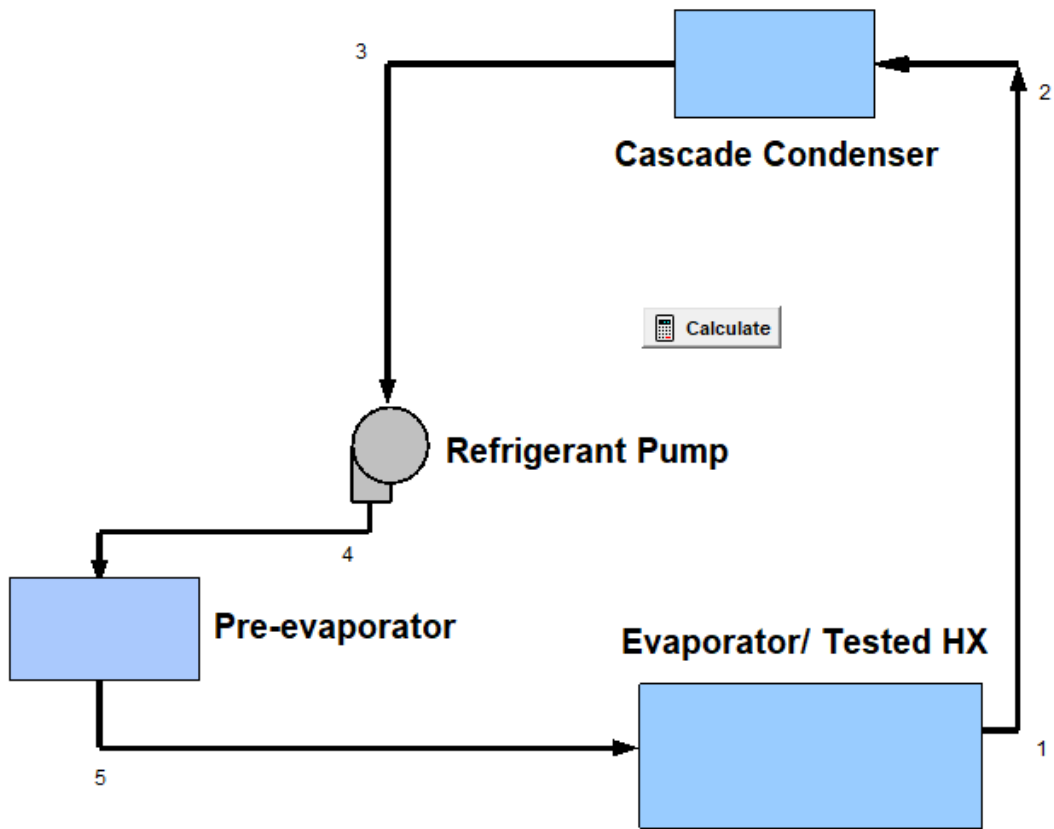 3
2
Cascade Condenser
Calculate
Refrigerant Pump
4
Pre-evaporator
Evaporator/ Tested HX
5
1